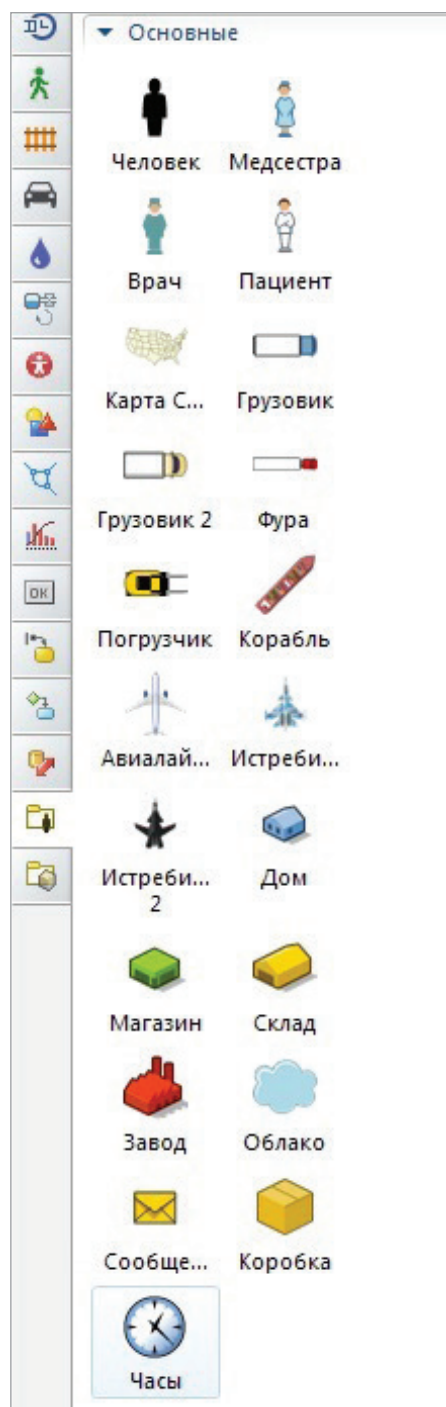 Основные
Человек Медсестра
Врач Пациент
Карта С... Грузовик
Грузовик 2 Фура
Погрузчик Корабль
Авиалай... Истреби...
Истреби... Дом
2
Магазин Склад
Завод Облако
Сообще... Коробка
Часы
OK